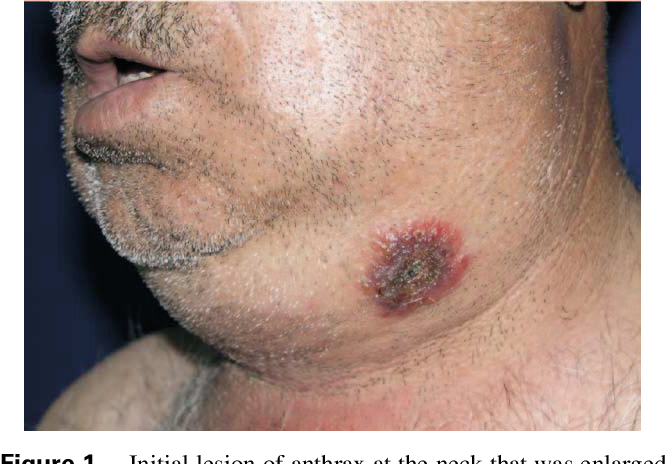 Figure 1 Initial lesion of anthrax at the neck that was enlarged